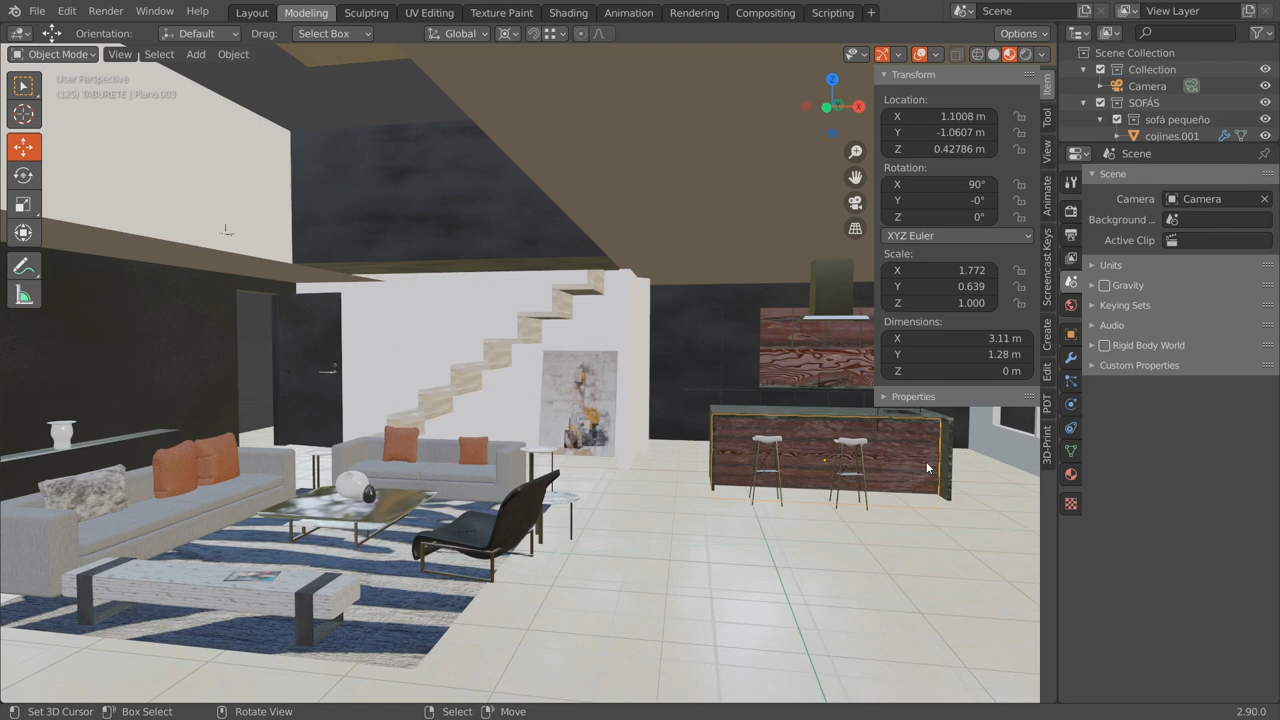 File Edit Render Window Help Layout Modeling Sculpting UV Editing Texture Paint Shading Animation Rendering Compositing Scripting + Scene View Layer
Orientation: Default Drag: Select Box Global Options
Object Mode View Select Add Object
User Perspective
(125) TABURETE | Plano.003
Transform
Location:
X 1.1008 m
Y -1.0607 m
Z 0.42786 m
Rotation:
X 90°
Y -0°
Z 0°
XYZ Euler
Scale:
X 1.772
Y 0.639
Z 1.000
Dimensions:
X 3.11 m
Y 1.28 m
Z 0 m
Properties
Z
X
Item
Tool
View
Animate
Screencast Keys
Create
Edit
PDT
3D-Print
Scene Collection
Collection
Camera
SOFÁS
sofá pequeño
cojines.001
Scene
Scene
Camera Camera
Background ...
Active Clip
Units
Gravity
Keying Sets
Audio
Rigid Body World
Custom Properties
Set 3D Cursor Box Select Rotate View Select Move 2.90.0